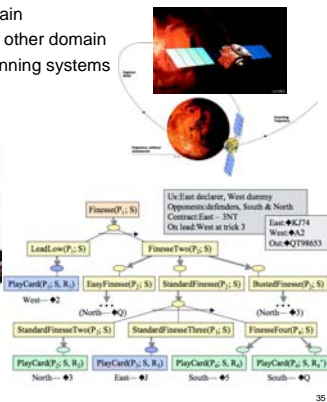 ain
other domain
nning systems
Us:East declarer, West dummy
Opponents:defenders, South & North
Contract:East – 3NT
On lead:West at trick 3
East:♠KJ74
West:♠A2
Out:♠QT98653
Finesse(P₁; S)
LeadLow(P₁; S)
FinesseTwo(P₂; S)
PlayCard(P₁; S, R₁)
EasyFinesse(P₂; S)
StandardFinesse(P₂; S)
BustedFinesse(P₂; S)
West— ♠2
(North— ♠Q)
(North— ♠3)
StandardFinesseTwo(P₂; S)
StandardFinesseThree(P₃; S)
FinesseFour(P₄; S)
PlayCard(P₂; S, R₂)
PlayCard(P₃; S, R₃)
PlayCard(P₄; S, R₄)
PlayCard(P₄; S, R₄')
North— ♠3
East— ♠J
South— ♠5
South— ♠Q
35